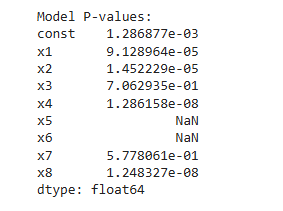 Model P-values:
const 1.286877e-03
x1 9.128964e-05
x2 1.452229e-05
x3 7.062935e-01
x4 1.286158e-08
x5 NaN
x6 NaN
x7 5.778061e-01
x8 1.248327e-08
dtype: float64